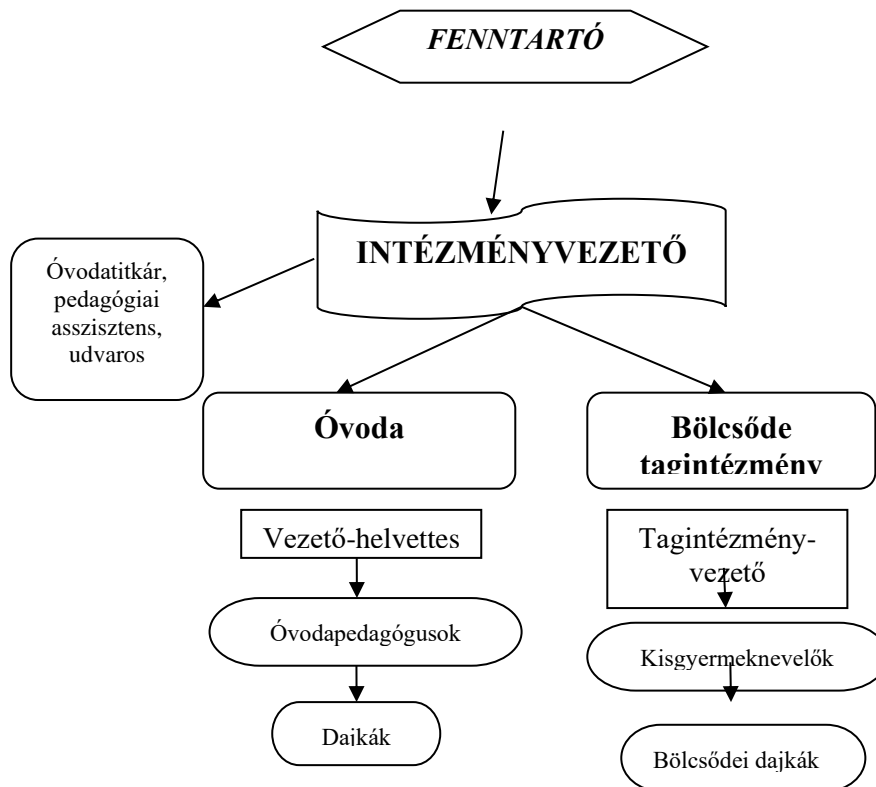 FENNTARTÓ
INTÉZMÉNYVEZETŐ
Óvodatitkár,
pedagógiai
asszisztens,
udvaros
Óvoda
Bölcsőde
tagintézmény
Vezető-helyettes
Tagintézmény-
vezető
Óvodapedagógusok
Kisgyermeknevelők
Dajkák
Bölcsődei dajkák